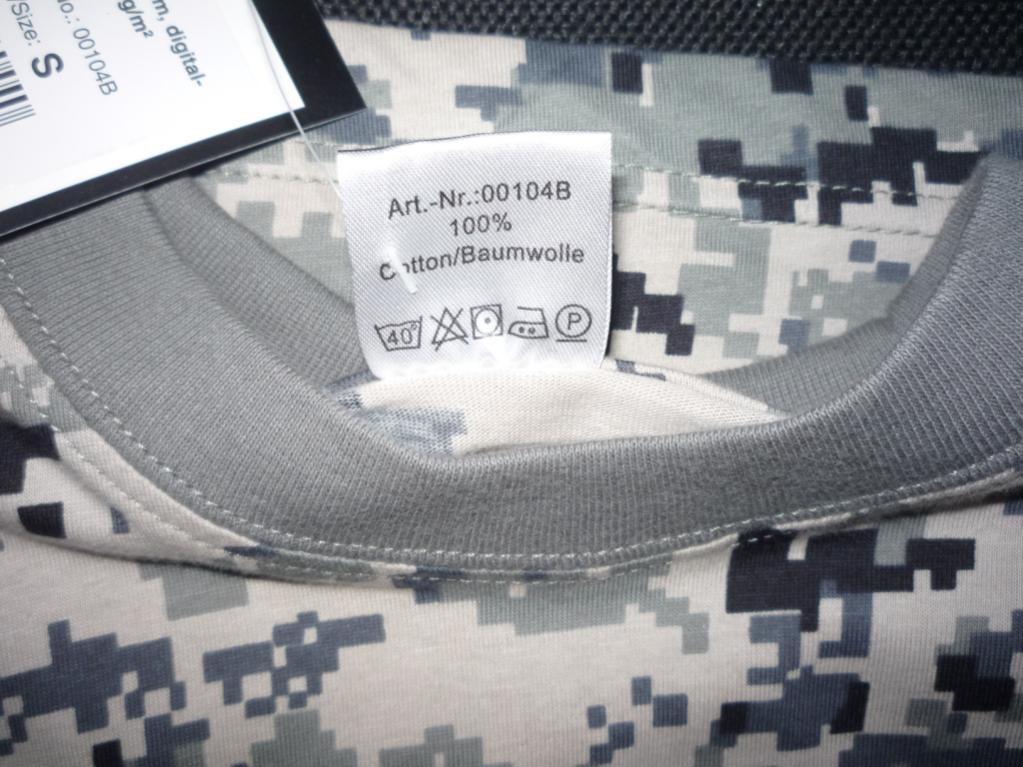 m, digital-
g/m²
o.: 00104B
/Size: S
Art.-Nr.:00104B
100%
Cotton/Baumwolle
40° P